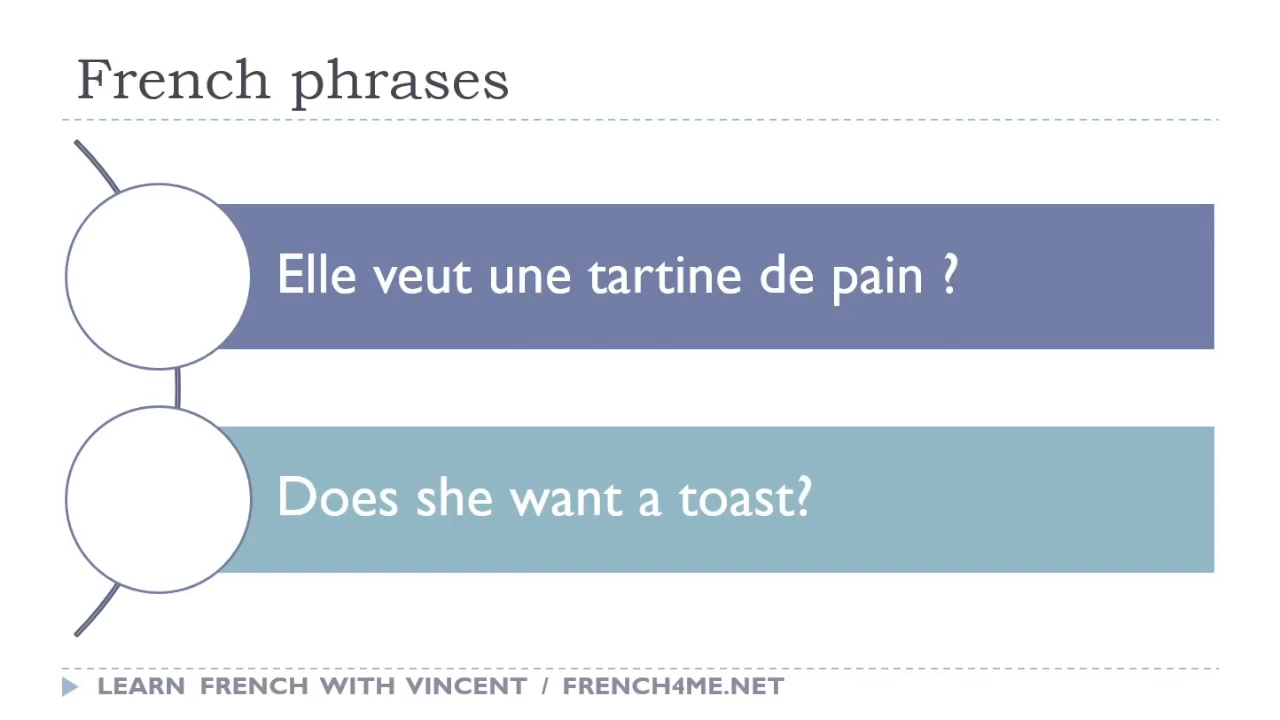 French phrases
Elle veut une tartine de pain ?
Does she want a toast?
LEARN FRENCH WITH VINCENT / FRENCH4ME.NET